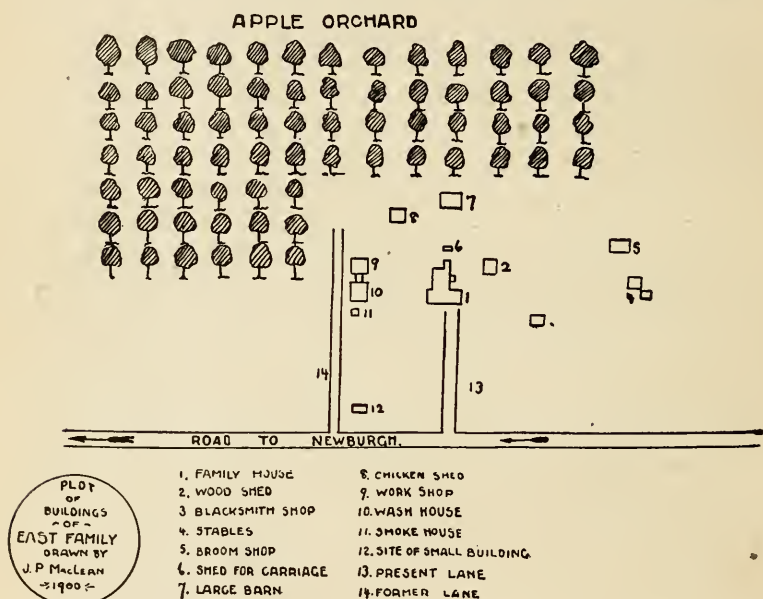 APPLE ORCHARD
7
8
6
5
9
2
10
1
4
11
14
13
12
ROAD TO NEWBURGH.
PLOT
OF
BUILDINGS
- OF -
EAST FAMILY
DRAWN BY
J. P MACLEAN
1900
1. FAMILY HOUSE
2. WOOD SHED
3 BLACKSMITH SHOP
4. STABLES
5. BROOM SHOP
6. SHED FOR CARRIAGE
7. LARGE BARN
8. CHICKEN SHED
9. WORK SHOP
10. WASH HOUSE
11. SMOKE HOUSE
12. SITE OF SMALL BUILDING
13. PRESENT LANE
14. FORMER LANE